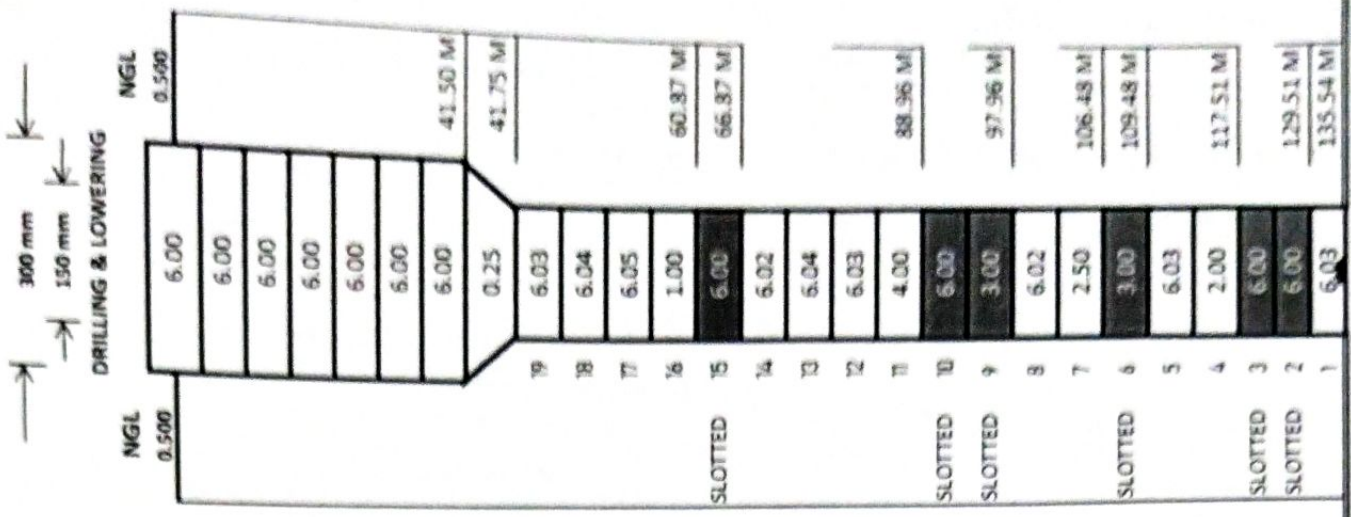 300 mm
150 mm
DRILLING & LOWERING
NGL NGL
0.500 0.500
6.00
6.00
6.00
6.00
6.00
6.00
6.00 41.50 M
0.25 41.75 M
19 6.03
18 6.04
17 6.05
16 1.00 60.87 M
SLOTTED 15 6.00 66.87 M
14 6.02
13 6.04
12 6.03
11 4.00 88.96 M
SLOTTED 10 6.00
SLOTTED 9 3.00 97.96 M
8 6.02
7 2.50 106.48 M
SLOTTED 6 3.00 109.48 M
5 6.03
4 2.00 117.51 M
SLOTTED 3 6.00
SLOTTED 2 6.00 129.51 M
1 6.03 135.54 M